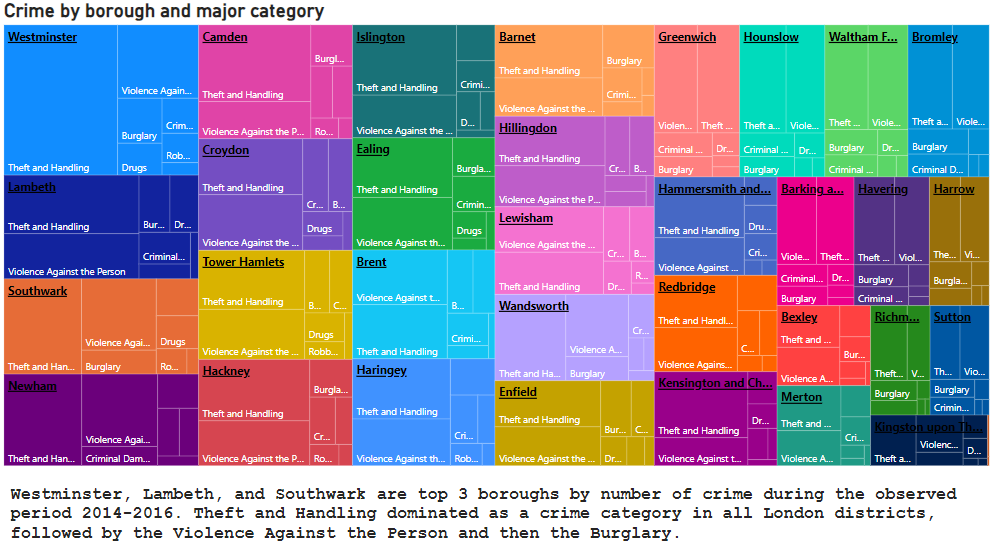 Crime by borough and major category
Westminster
Theft and Handling
Violence Again...
Burglary
Drugs
Crim...
Rob...
Lambeth
Theft and Handling
Violence Against the Person
Bur...
Dr...
Criminal...
Southwark
Theft and Han...
Violence Agai...
Burglary
Drugs
Ro...
Newham
Theft and Han...
Violence Agai...
Criminal Dam...
Camden
Theft and Handling
Violence Against the P...
Burgl...
Ro...
Croydon
Theft and Handling
Violence Against the ...
Cr...
B...
Drugs
Tower Hamlets
Theft and Handling
Violence Against the ...
B...
C...
Drugs
Robb...
Hackney
Theft and Handling
Violence Against the ...
Burgla...
Cr...
Ro...
Islington
Theft and Handling
Violence Against the ...
Crimi...
D...
Ealing
Theft and Handling
Violence Against th...
Burgla...
Crimin...
Drugs
Brent
Violence Against t...
Theft and Handling
B...
Crimi...
Haringey
Theft and Handling
Violence Against th...
Cri...
Rob...
Barnet
Theft and Handling
Violence Against the ...
Burglary
Crimi...
Hillingdon
Theft and Handling
Violence Against the P...
Cr...
B...
Lewisham
Violence Against the ...
Theft and Handling
Cr...
B...
Dr...
R...
Wandsworth
Theft and Ha...
Violence A...
Burglary
Cr...
Enfield
Theft and Handling
Violence Against the ...
Bur...
C...
Dr...
Greenwich
Violen...
Theft ...
Criminal ...
Dr...
Burglary
Hounslow
Theft a...
Viole...
Criminal ...
Dr...
Burglary
Waltham F...
Theft ...
Viole...
Burglary
Dr...
Criminal ...
Bromley
Theft a...
Viole...
Burglary
Criminal D...
Hammersmith and...
Theft and Handling
Violence Against ...
Dru...
Cri...
Redbridge
Theft and Handl...
Violence Agains...
C...
Kensington and Ch...
Theft and Handling
Violence Against t...
Dr...
Barking a...
Viole...
Theft...
Criminal...
Dr...
Burglary
Havering
Theft ...
Viol...
Burglary
Criminal ...
Harrow
The...
Vi...
Burgla...
Bexley
Theft and ...
Violence A...
Bur...
Merton
Theft and ...
Violence A...
Cri...
Richm...
Theft...
V...
Burglary
Sutton
Th...
Vio...
Burglary
Crimin...
Kingston upon Th...
Theft a...
Violenc...
D...
Westminster, Lambeth, and Southwark are top 3 boroughs by number of crime during the observed
period 2014-2016. Theft and Handling dominated as a crime category in all London districts,
followed by the Violence Against the Person and then the Burglary.